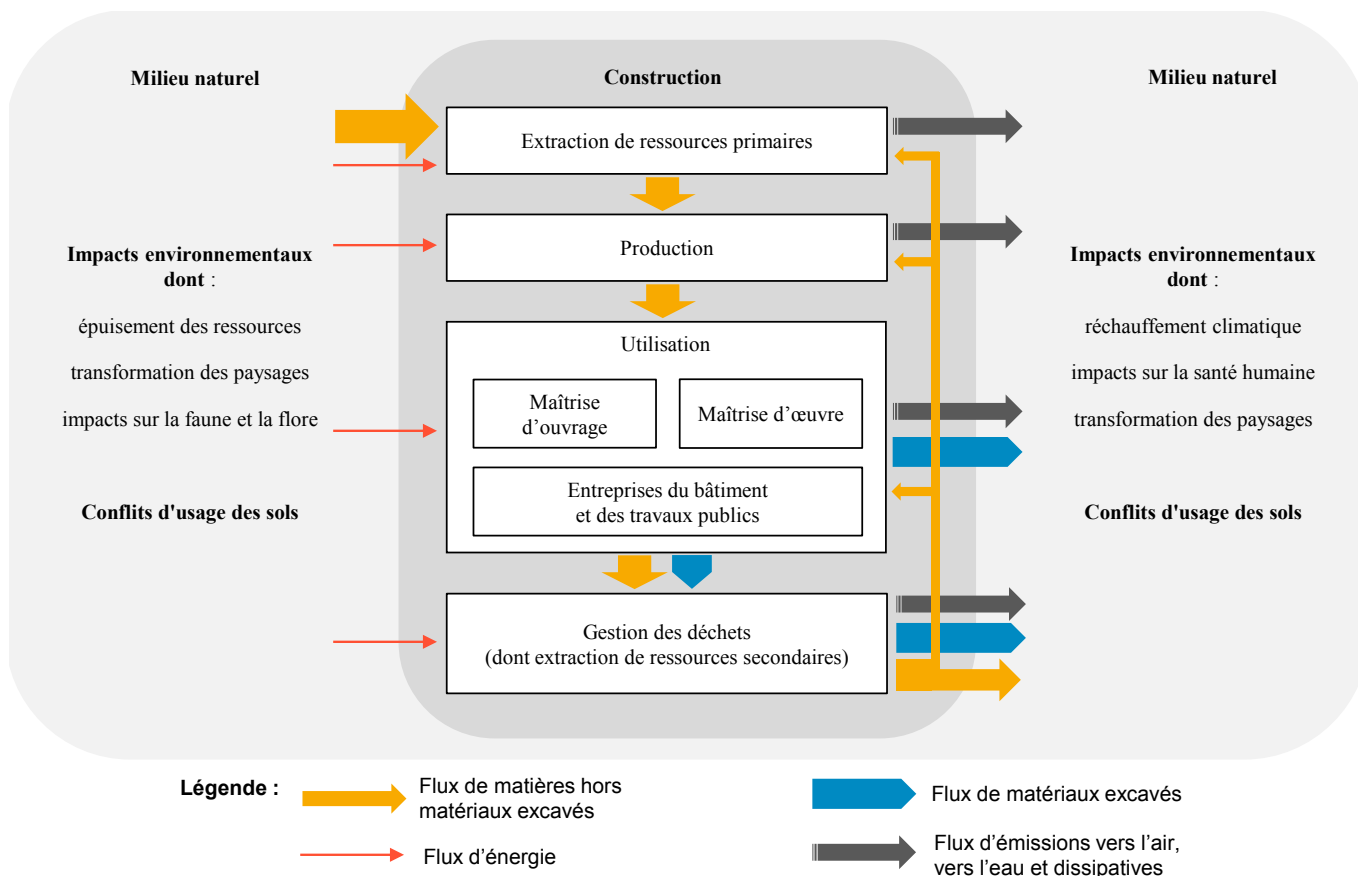 Milieu naturel
Construction
Milieu naturel
Extraction de ressources primaires
Production
Impacts environnementaux
dont :
épuisement des ressources
transformation des paysages
impacts sur la faune et la flore
Conflits d'usage des sols
Utilisation
Maîtrise
d’ouvrage
Maîtrise d’œuvre
Entreprises du bâtiment
et des travaux publics
Gestion des déchets
(dont extraction de ressources secondaires)
Impacts environnementaux
dont :
réchauffement climatique
impacts sur la santé humaine
transformation des paysages
Conflits d'usage des sols
Légende :
Flux de matières hors
matériaux excavés
Flux d’énergie
Flux de matériaux excavés
Flux d’émissions vers l’air,
vers l’eau et dissipatives